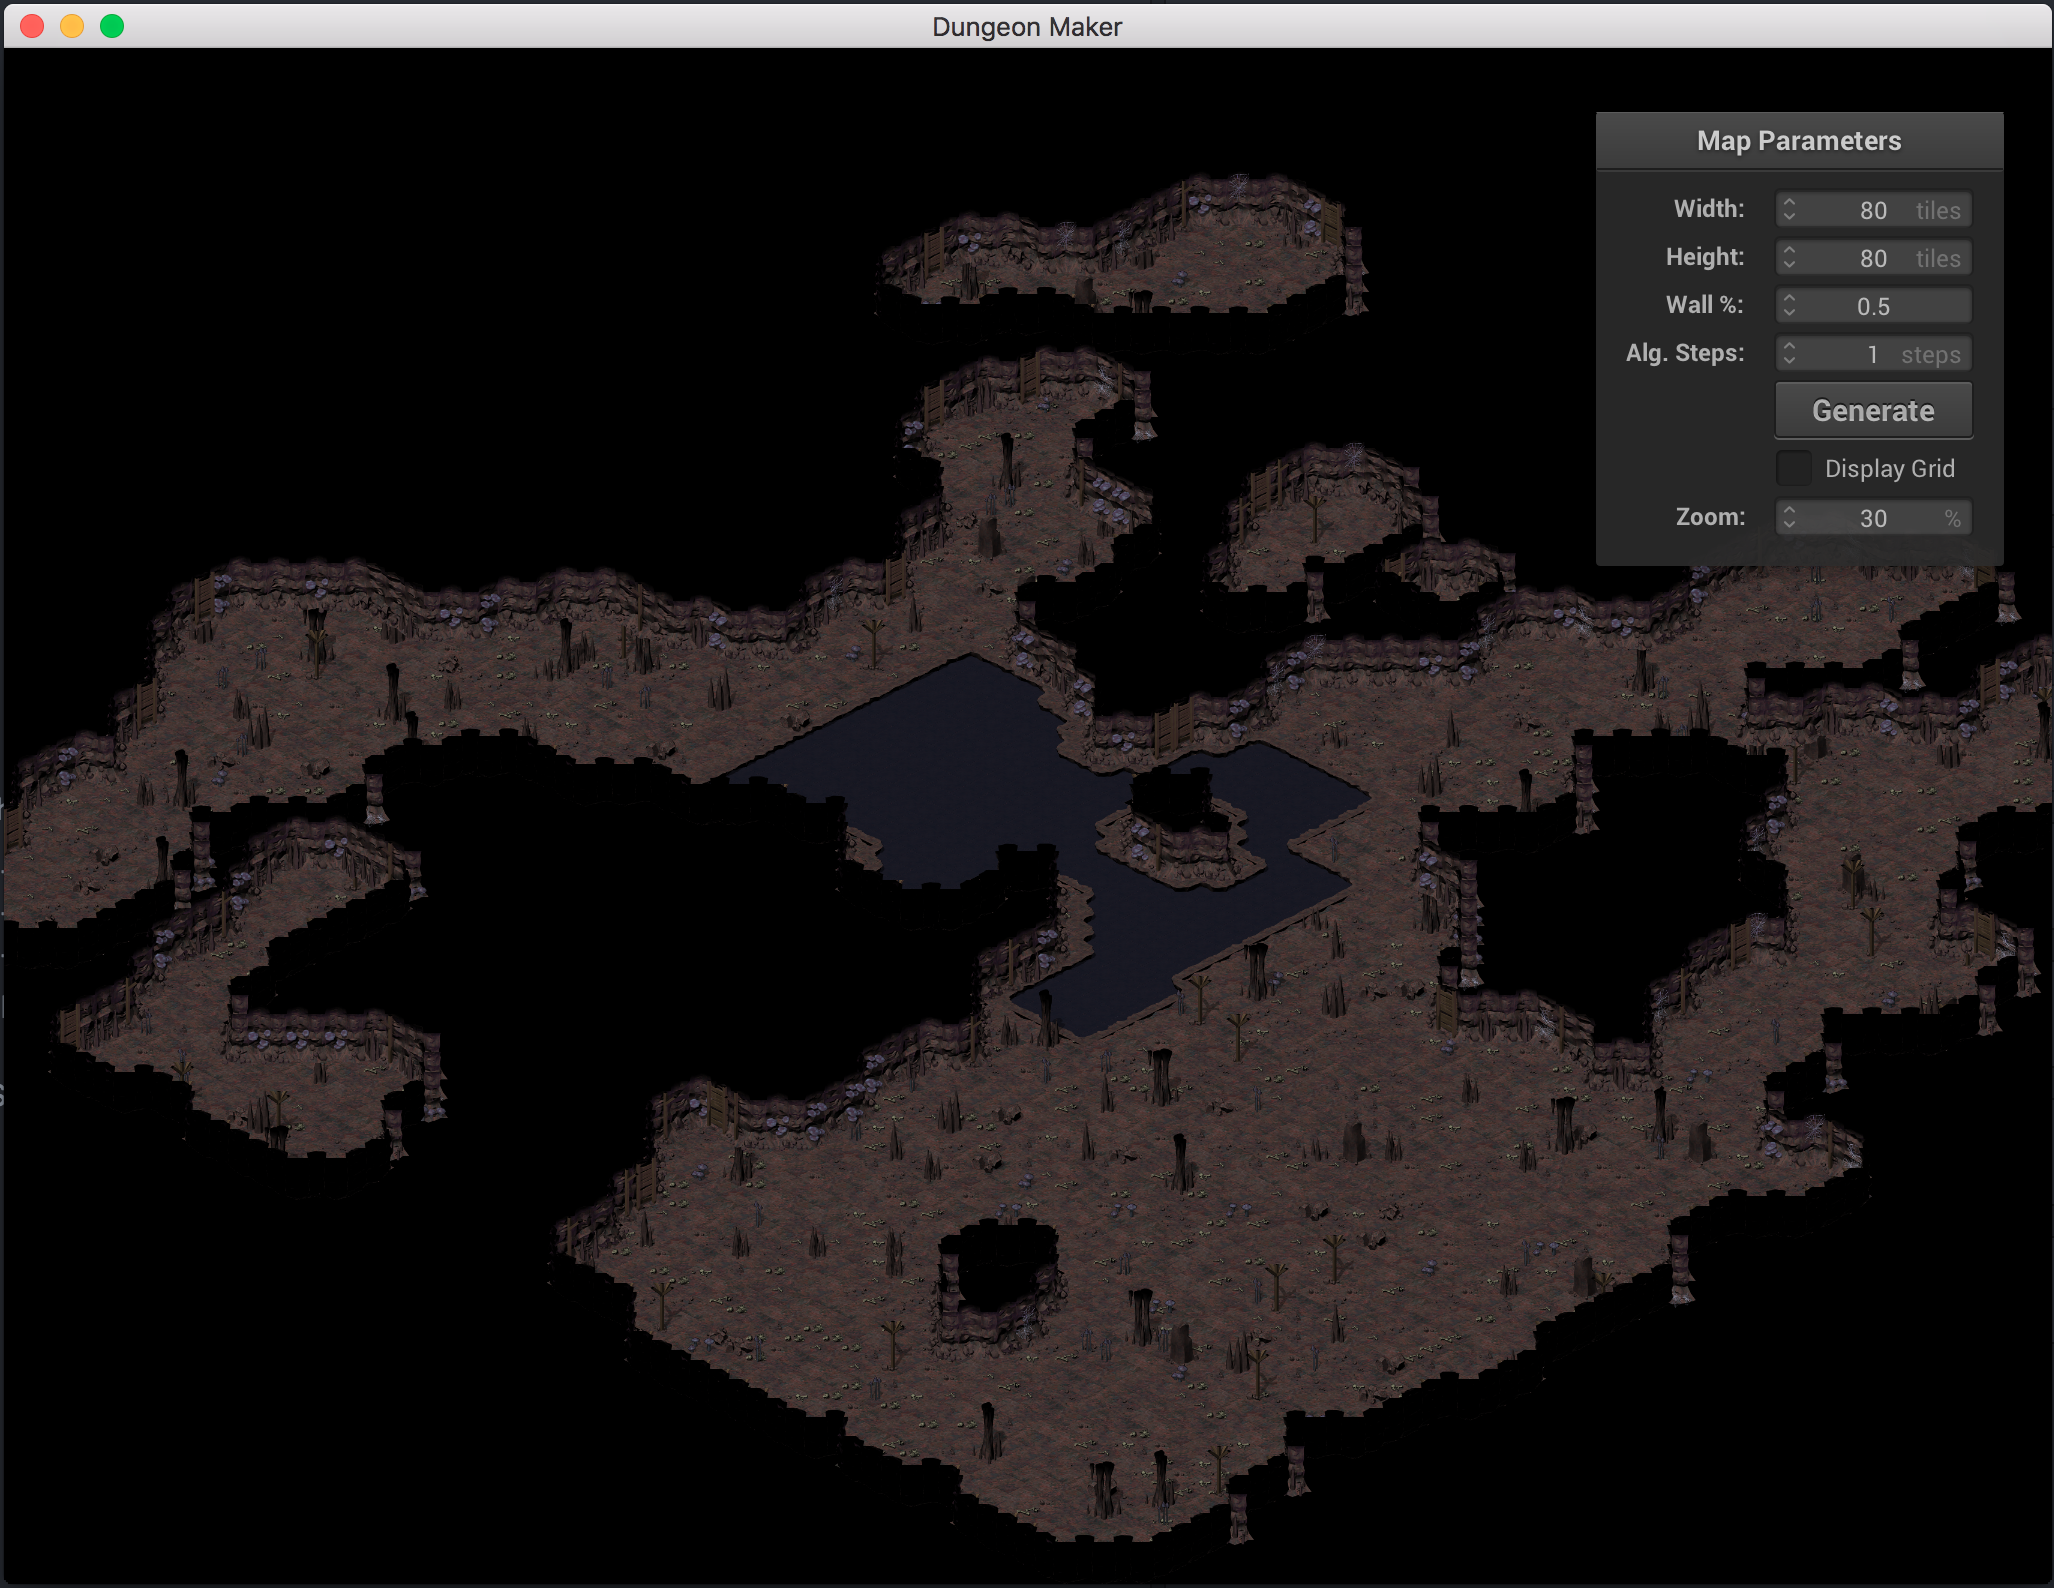 Dungeon Maker
Map Parameters
Width: 80 tiles
Height: 80 tiles
Wall %: 0.5
Alg. Steps: 1 steps
Generate
Display Grid
Zoom: 30 %